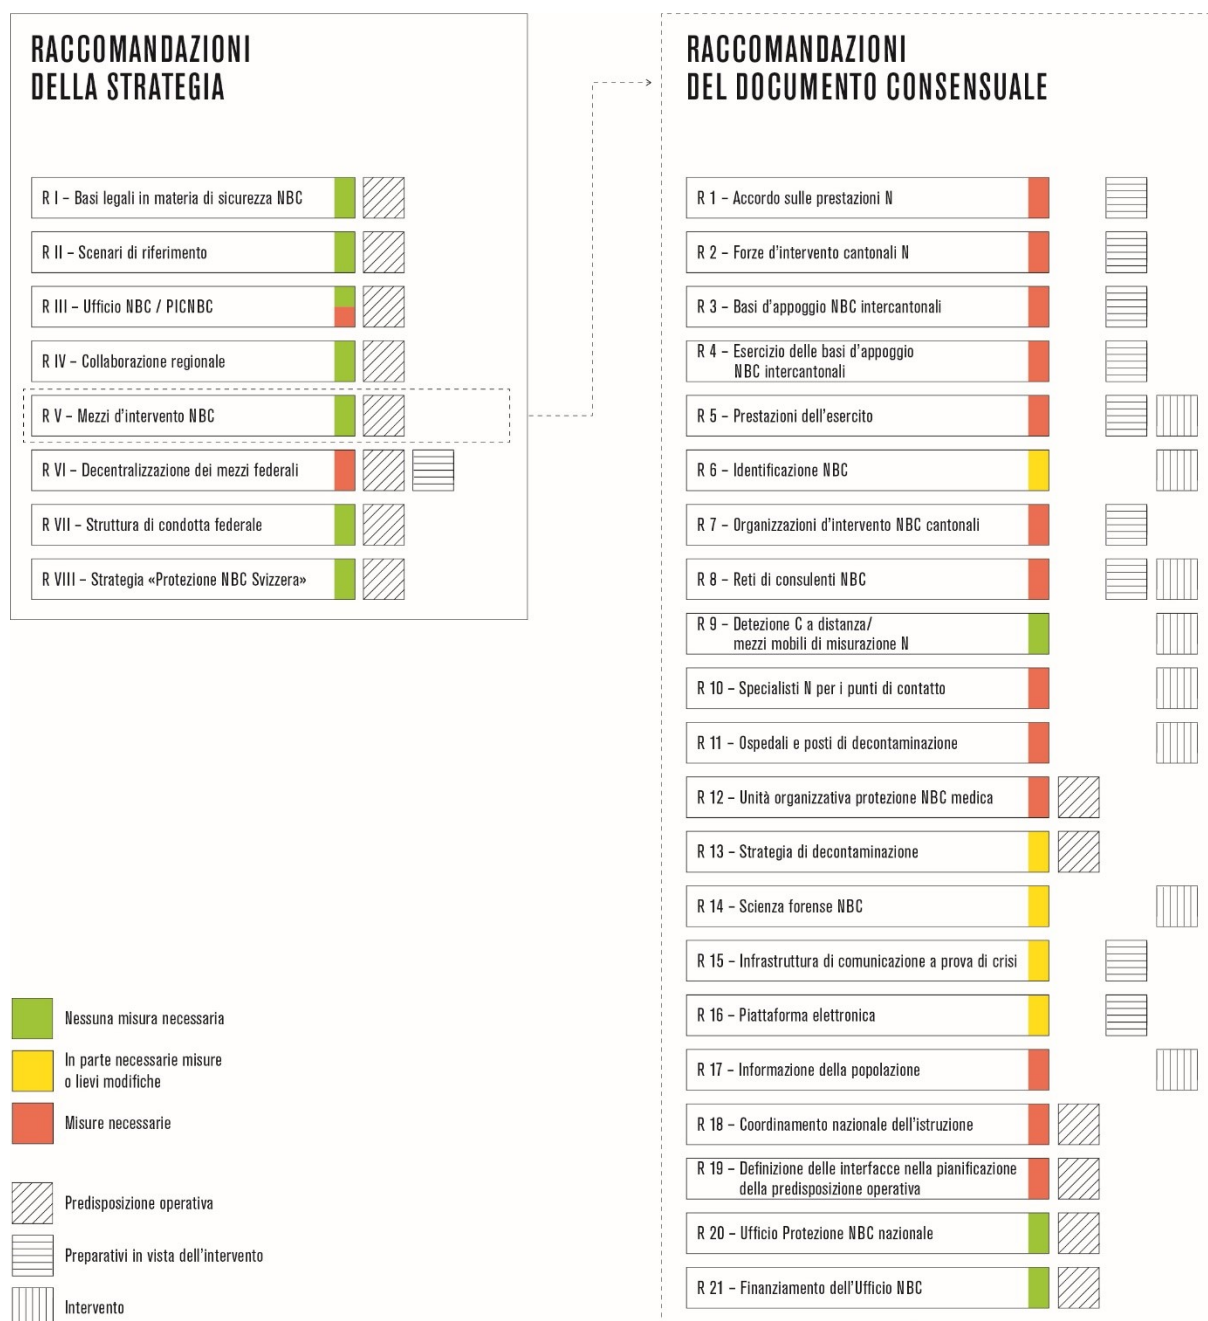 RACCOMANDAZIONI
DELLA STRATEGIA
R I – Basi legali in materia di sicurezza NBC
R II – Scenari di riferimento
R III – Ufficio NBC / PICNBC
R IV – Collaborazione regionale
R V – Mezzi d'intervento NBC
R VI – Decentralizzazione dei mezzi federali
R VII – Struttura di condotta federale
R VIII – Strategia «Protezione NBC Svizzera»
RACCOMANDAZIONI
DEL DOCUMENTO CONSENSUALE
R 1 – Accordo sulle prestazioni N
R 2 – Forze d'intervento cantonali N
R 3 – Basi d'appoggio NBC intercantonali
R 4 – Esercizio delle basi d'appoggio
NBC intercantonali
R 5 – Prestazioni dell'esercito
R 6 – Identificazione NBC
R 7 – Organizzazioni d'intervento NBC cantonali
R 8 – Reti di consulenti NBC
R 9 – Detezione C a distanza/
mezzi mobili di misurazione N
R 10 – Specialisti N per i punti di contatto
R 11 – Ospedali e posti di decontaminazione
R 12 – Unità organizzativa protezione NBC medica
R 13 – Strategia di decontaminazione
R 14 – Scienza forense NBC
R 15 – Infrastruttura di comunicazione a prova di crisi
R 16 – Piattaforma elettronica
R 17 – Informazione della popolazione
R 18 – Coordinamento nazionale dell'istruzione
R 19 – Definizione delle interfacce nella pianificazione
della predisposizione operativa
R 20 – Ufficio Protezione NBC nazionale
R 21 – Finanziamento dell'Ufficio NBC
Nessuna misura necessaria
In parte necessarie misure
o lievi modifiche
Misure necessarie
Predisposizione operativa
Preparativi in vista dell'intervento
Intervento